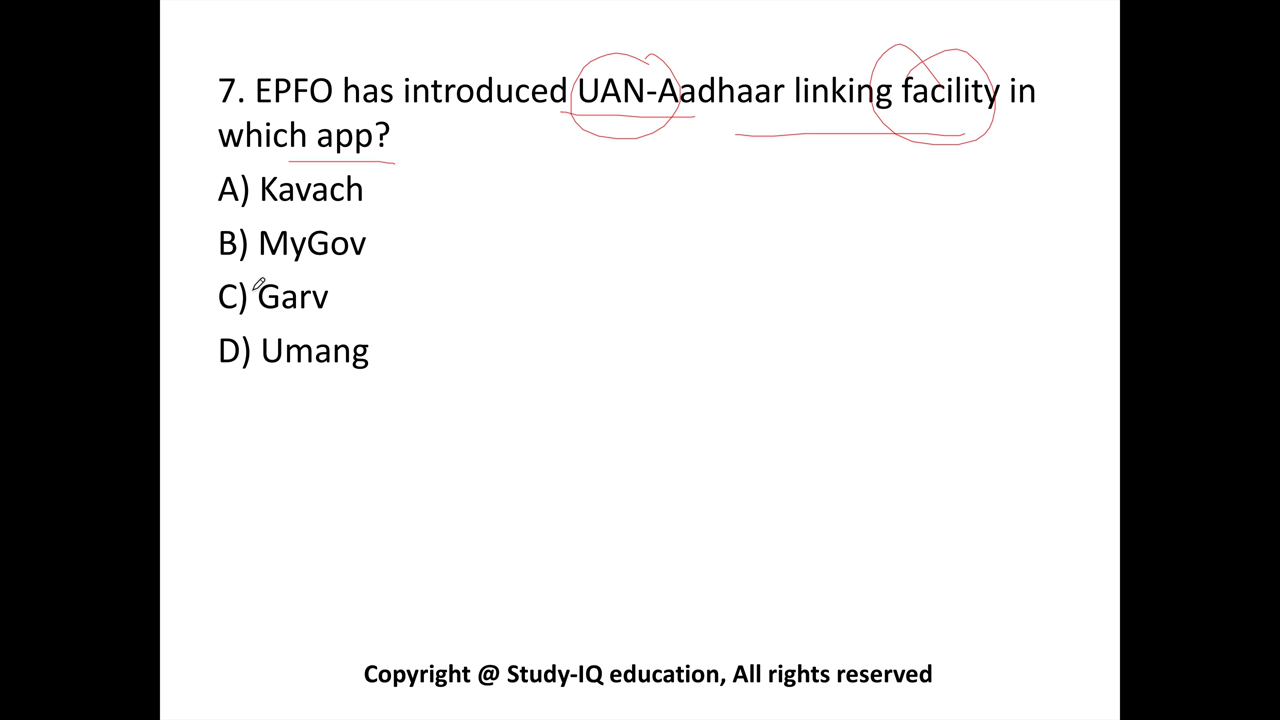 7. EPFO has introduced UAN-Aadhaar linking facility in
which app?
A) Kavach
B) MyGov
C) Garv
D) Umang
Copyright @ Study-IQ education, All rights reserved